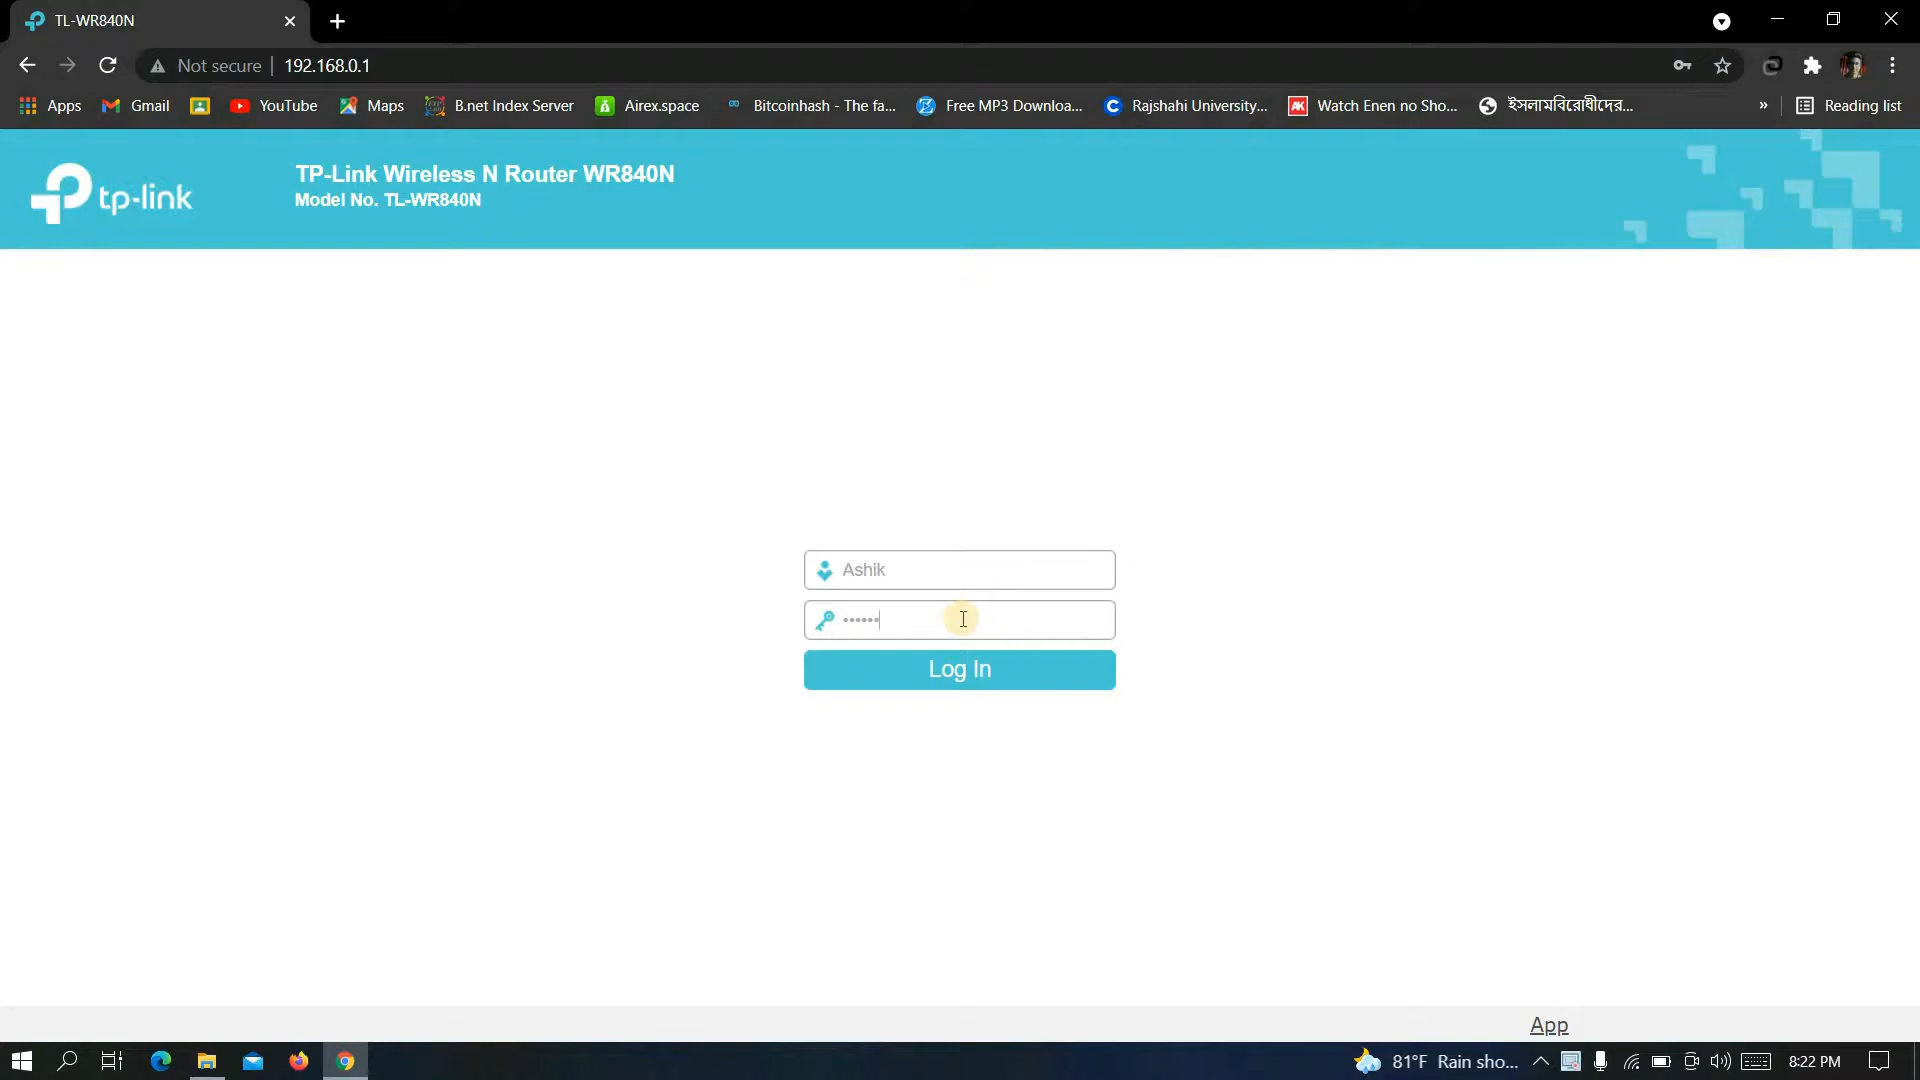 TL-WR840N
Not secure
192.168.0.1
Apps
Gmail
YouTube
Maps
B.net Index Server
Airex.space
Bitcoinhash - The fa...
Free MP3 Downloa...
Rajshahi University,...
Watch Enen no Sho...
ইসলামবিরোধীদের...
»
Reading list
tp-link
TP-Link Wireless N Router WR840N
Model No. TL-WR840N
Ashik
••••••
Log In
App
81°F Rain sho...
8:22 PM